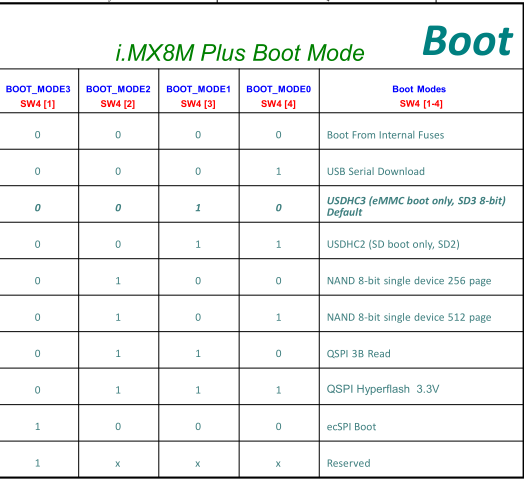 Boot
i.MX8M Plus Boot Mode
BOOT_MODE3 BOOT_MODE2 BOOT_MODE1 BOOT_MODE0 Boot Modes
SW4 [1] SW4 [2] SW4 [3] SW4 [4] SW4 [1-4]
0 0 0 0 Boot From Internal Fuses
0 0 0 1 USB Serial Download
0 0 1 0 USDHC3 (eMMC boot only, SD3 8-bit)
Default
0 0 1 1 USDHC2 (SD boot only, SD2)
0 1 0 0 NAND 8-bit single device 256 page
0 1 0 1 NAND 8-bit single device 512 page
0 1 1 0 QSPI 3B Read
0 1 1 1 QSPI Hyperflash 3.3V
1 0 0 0 ecSPI Boot
1 x x x Reserved